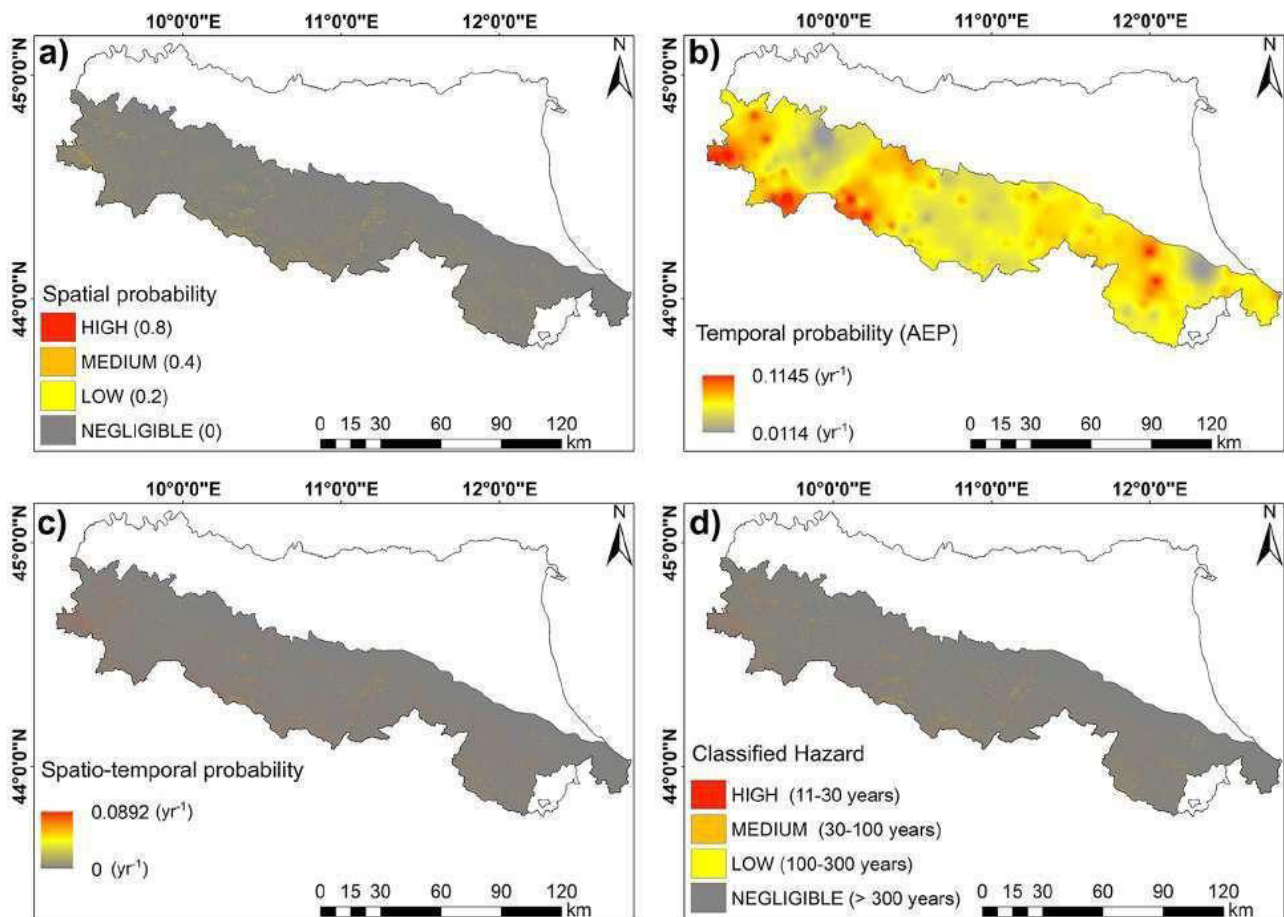 10°0'0"E 11°0'0"E 12°0'0"E
a)
N
45°0'0"N
44°0'0"N
Spatial probability
HIGH (0.8)
MEDIUM (0.4)
LOW (0.2)
NEGLIGIBLE (0)
0 15 30 60 90 120
km
10°0'0"E 11°0'0"E 12°0'0"E
b)
N
45°0'0"N
44°0'0"N
Temporal probability (AEP)
0.1145 (yr⁻¹)
0.0114 (yr⁻¹)
0 15 30 60 90 120
km
10°0'0"E 11°0'0"E 12°0'0"E
c)
N
45°0'0"N
44°0'0"N
Spatio-temporal probability
0.0892 (yr⁻¹)
0 (yr⁻¹)
0 15 30 60 90 120
km
10°0'0"E 11°0'0"E 12°0'0"E
d)
N
45°0'0"N
44°0'0"N
Classified Hazard
HIGH (11-30 years)
MEDIUM (30-100 years)
LOW (100-300 years)
NEGLIGIBLE (> 300 years)
0 15 30 60 90 120
km